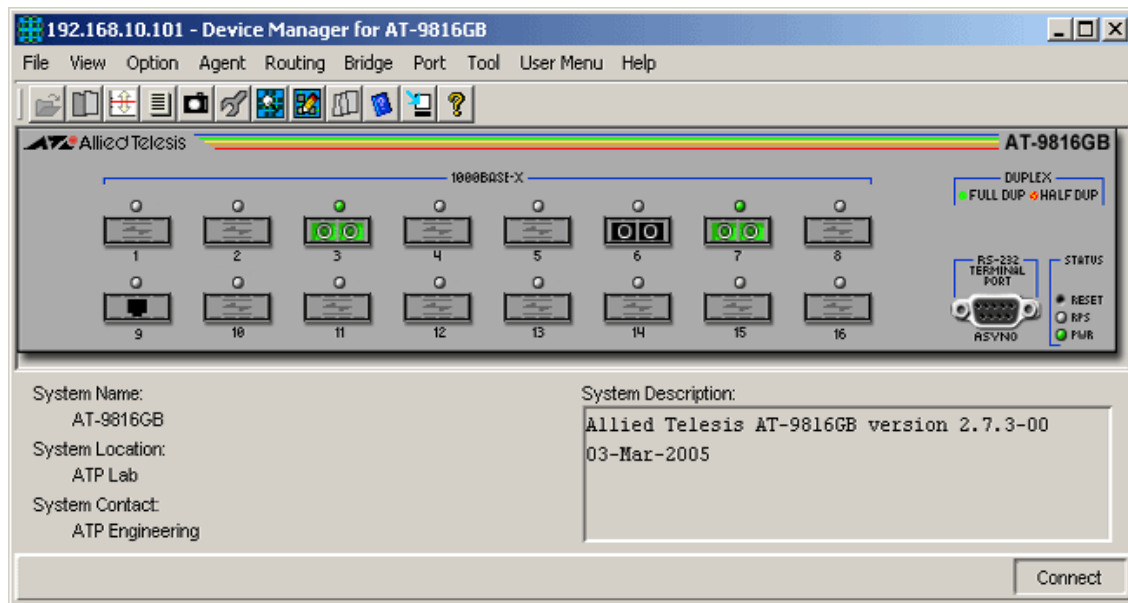 192.168.10.101 - Device Manager for AT-9816GB
File View Option Agent Routing Bridge Port Tool User Menu Help
Allied Telesis AT-9816GB
1000BASE-X
DUPLEX
FULL DUP HALF DUP
1 2 3 4 5 6 7 8
RS-232
TERMINAL
PORT
STATUS
RESET
RPS
PWR
ASYN0
9 10 11 12 13 14 15 16
System Name:
AT-9816GB
System Location:
ATP Lab
System Contact:
ATP Engineering
System Description:
Allied Telesis AT-9816GB version 2.7.3-00
03-Mar-2005
Connect